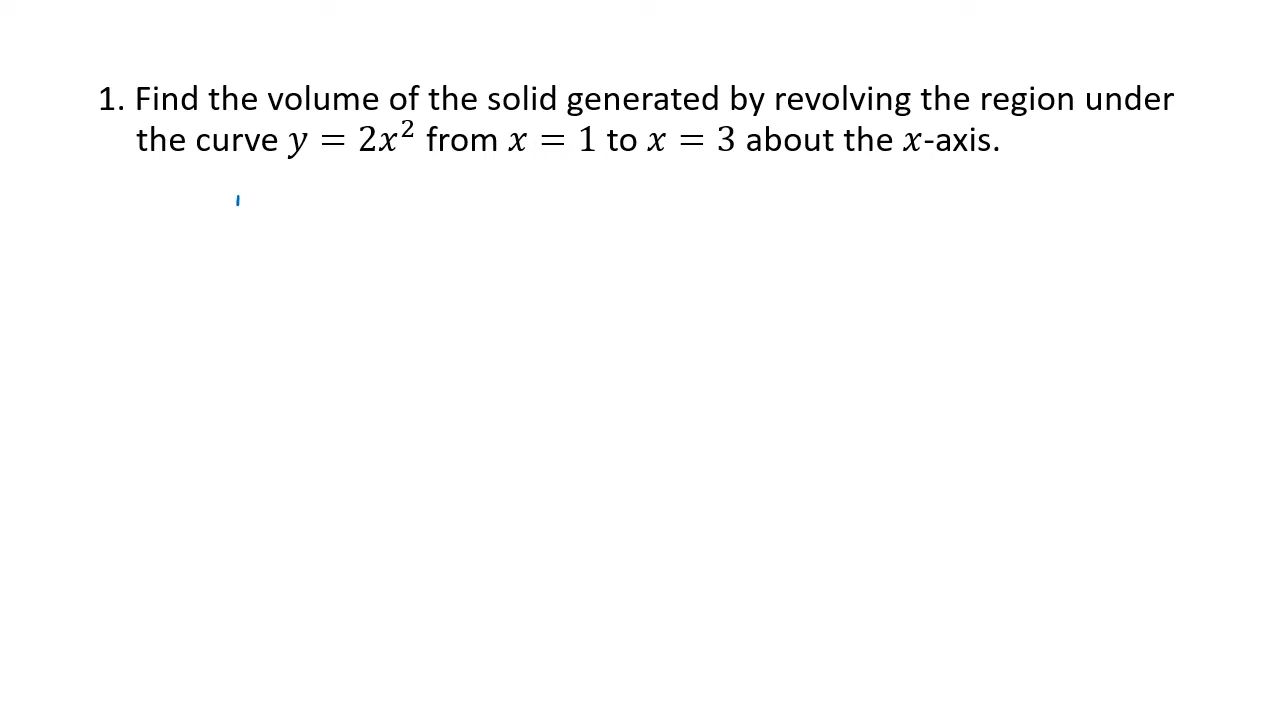 1. Find the volume of the solid generated by revolving the region under
the curve 𝑦 = 2𝑥² from 𝑥 = 1 to 𝑥 = 3 about the 𝑥-axis.